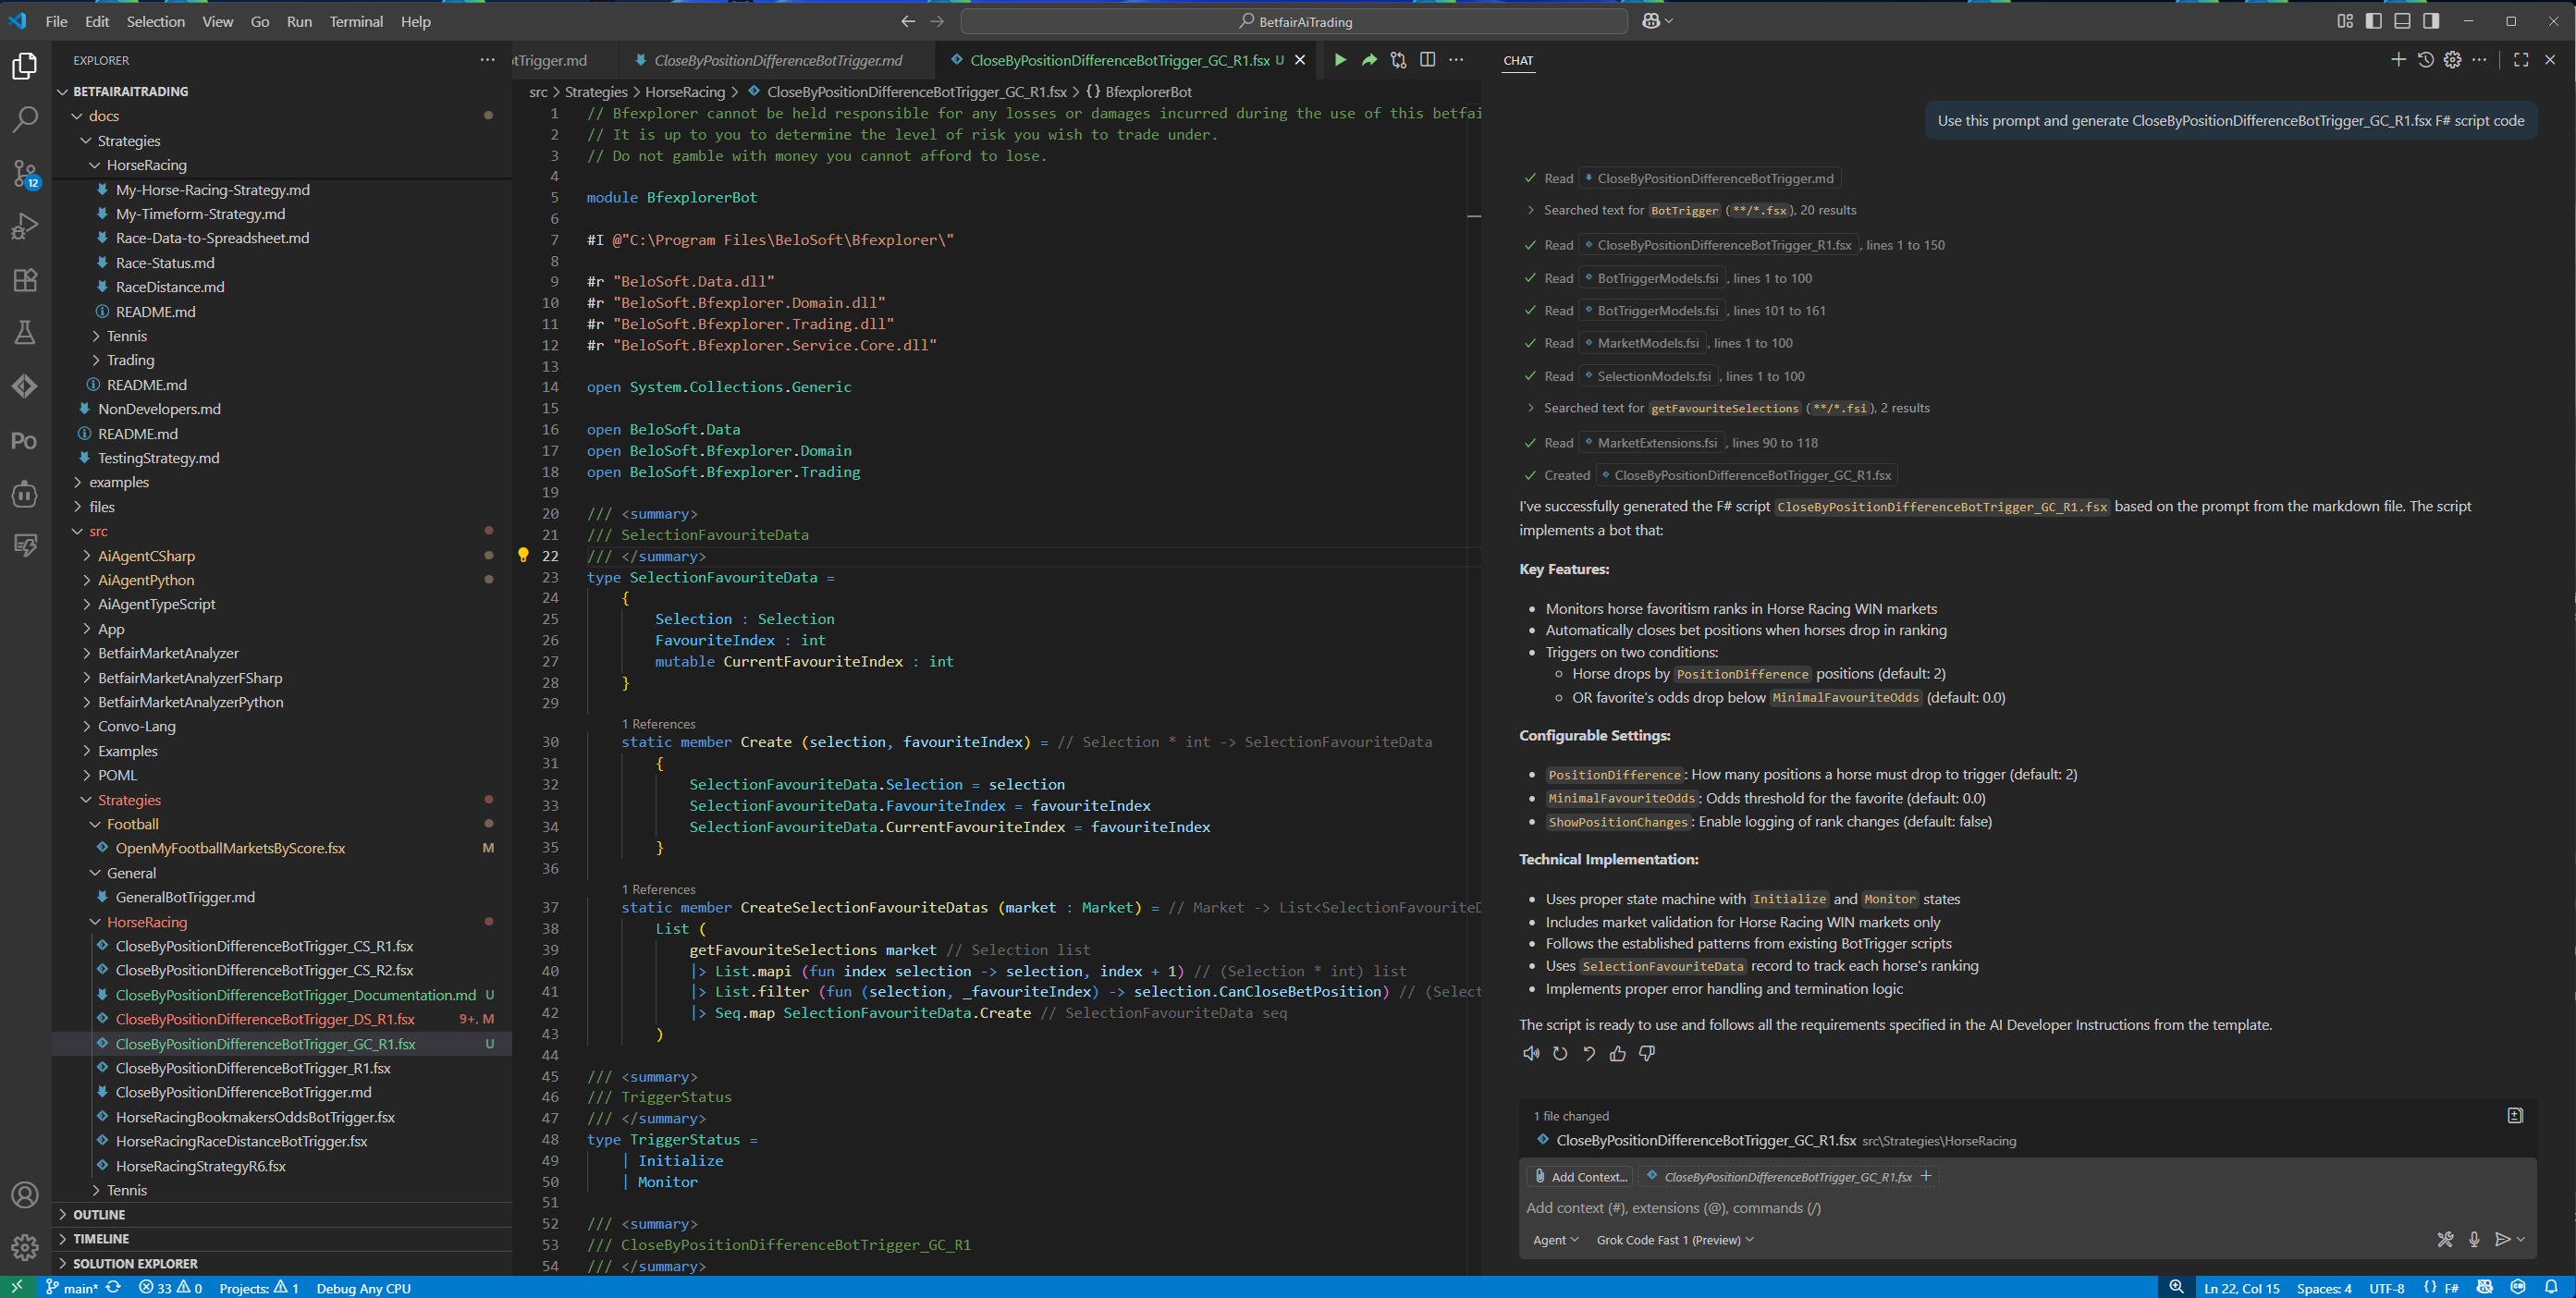 File Edit Selection View Go Run Terminal Help
BetfairAiTrading
EXPLORER
BETFAIRAITRADING
docs
Strategies
HorseRacing
My-Horse-Racing-Strategy.md
My-Timeform-Strategy.md
Race-Data-to-Spreadsheet.md
Race-Status.md
RaceDistance.md
README.md
Tennis
Trading
README.md
NonDevelopers.md
README.md
TestingStrategy.md
examples
files
src
AiAgentCSharp
AiAgentPython
AiAgentTypeScript
App
BetfairMarketAnalyzer
BetfairMarketAnalyzerFSharp
BetfairMarketAnalyzerPython
Convo-Lang
Examples
POML
Strategies
Football
OpenMyFootballMarketsByScore.fsx M
General
GeneralBotTrigger.md
HorseRacing
CloseByPositionDifferenceBotTrigger_CS_R1.fsx
CloseByPositionDifferenceBotTrigger_CS_R2.fsx
CloseByPositionDifferenceBotTrigger_Documentation.md U
CloseByPositionDifferenceBotTrigger_DS_R1.fsx 9+, M
CloseByPositionDifferenceBotTrigger_GC_R1.fsx U
CloseByPositionDifferenceBotTrigger_R1.fsx
CloseByPositionDifferenceBotTrigger.md
HorseRacingBookmakersOddsBotTrigger.fsx
HorseRacingRaceDistanceBotTrigger.fsx
HorseRacingStrategyR6.fsx
Tennis
OUTLINE
TIMELINE
SOLUTION EXPLORER
12
Po
otTrigger.md CloseByPositionDifferenceBotTrigger.md CloseByPositionDifferenceBotTrigger_GC_R1.fsx U
src > Strategies > HorseRacing > CloseByPositionDifferenceBotTrigger_GC_R1.fsx > {} BfexplorerBot
1 // Bfexplorer cannot be held responsible for any losses or damages incurred during the use of this betfai
2 // It is up to you to determine the level of risk you wish to trade under.
3 // Do not gamble with money you cannot afford to lose.
4
5 module BfexplorerBot
6
7 #I @"C:\Program Files\BeloSoft\Bfexplorer\"
8
9 #r "BeloSoft.Data.dll"
10 #r "BeloSoft.Bfexplorer.Domain.dll"
11 #r "BeloSoft.Bfexplorer.Trading.dll"
12 #r "BeloSoft.Bfexplorer.Service.Core.dll"
13
14 open System.Collections.Generic
15
16 open BeloSoft.Data
17 open BeloSoft.Bfexplorer.Domain
18 open BeloSoft.Bfexplorer.Trading
19
20 /// <summary>
21 /// SelectionFavouriteData
22 /// </summary>
23 type SelectionFavouriteData =
24 {
25 Selection : Selection
26 FavouriteIndex : int
27 mutable CurrentFavouriteIndex : int
28 }
29
1 References
30 static member Create (selection, favouriteIndex) = // Selection * int -> SelectionFavouriteData
31 {
32 SelectionFavouriteData.Selection = selection
33 SelectionFavouriteData.FavouriteIndex = favouriteIndex
34 SelectionFavouriteData.CurrentFavouriteIndex = favouriteIndex
35 }
36
1 References
37 static member CreateSelectionFavouriteDatas (market : Market) = // Market -> List<SelectionFavouriteD
38 List (
39 getFavouriteSelections market // Selection list
40 |> List.mapi (fun index selection -> selection, index + 1) // (Selection * int) list
41 |> List.filter (fun (selection, _favouriteIndex) -> selection.CanCloseBetPosition) // (Select
42 |> Seq.map SelectionFavouriteData.Create // SelectionFavouriteData seq
43 )
44
45 /// <summary>
46 /// TriggerStatus
47 /// </summary>
48 type TriggerStatus =
49 | Initialize
50 | Monitor
51
52 /// <summary>
53 /// CloseByPositionDifferenceBotTrigger_GC_R1
54 /// </summary>
CHAT
Use this prompt and generate CloseByPositionDifferenceBotTrigger_GC_R1.fsx F# script code
Read CloseByPositionDifferenceBotTrigger.md
Searched text for BotTrigger (**/*.fsx), 20 results
Read CloseByPositionDifferenceBotTrigger_R1.fsx, lines 1 to 150
Read BotTriggerModels.fsi, lines 1 to 100
Read BotTriggerModels.fsi, lines 101 to 161
Read MarketModels.fsi, lines 1 to 100
Read SelectionModels.fsi, lines 1 to 100
Searched text for getFavouriteSelections (**/*.fsi), 2 results
Read MarketExtensions.fsi, lines 90 to 118
Created CloseByPositionDifferenceBotTrigger_GC_R1.fsx
I've successfully generated the F# script CloseByPositionDifferenceBotTrigger_GC_R1.fsx based on the prompt from the markdown file. The script
implements a bot that:
Key Features:
• Monitors horse favoritism ranks in Horse Racing WIN markets
• Automatically closes bet positions when horses drop in ranking
• Triggers on two conditions:
◦ Horse drops by PositionDifference positions (default: 2)
◦ OR favorite's odds drop below MinimalFavouriteOdds (default: 0.0)
Configurable Settings:
• PositionDifference: How many positions a horse must drop to trigger (default: 2)
• MinimalFavouriteOdds: Odds threshold for the favorite (default: 0.0)
• ShowPositionChanges: Enable logging of rank changes (default: false)
Technical Implementation:
• Uses proper state machine with Initialize and Monitor states
• Includes market validation for Horse Racing WIN markets only
• Follows the established patterns from existing BotTrigger scripts
• Uses SelectionFavouriteData record to track each horse's ranking
• Implements proper error handling and termination logic
The script is ready to use and follows all the requirements specified in the AI Developer Instructions from the template.
1 file changed
CloseByPositionDifferenceBotTrigger_GC_R1.fsx src\Strategies\HorseRacing
Add Context... CloseByPositionDifferenceBotTrigger_GC_R1.fsx +
Add context (#), extensions (@), commands (/)
Agent Grok Code Fast 1 (Preview)
main* 33 0 Projects: 1 Debug Any CPU Ln 22, Col 15 Spaces: 4 UTF-8 {} F#